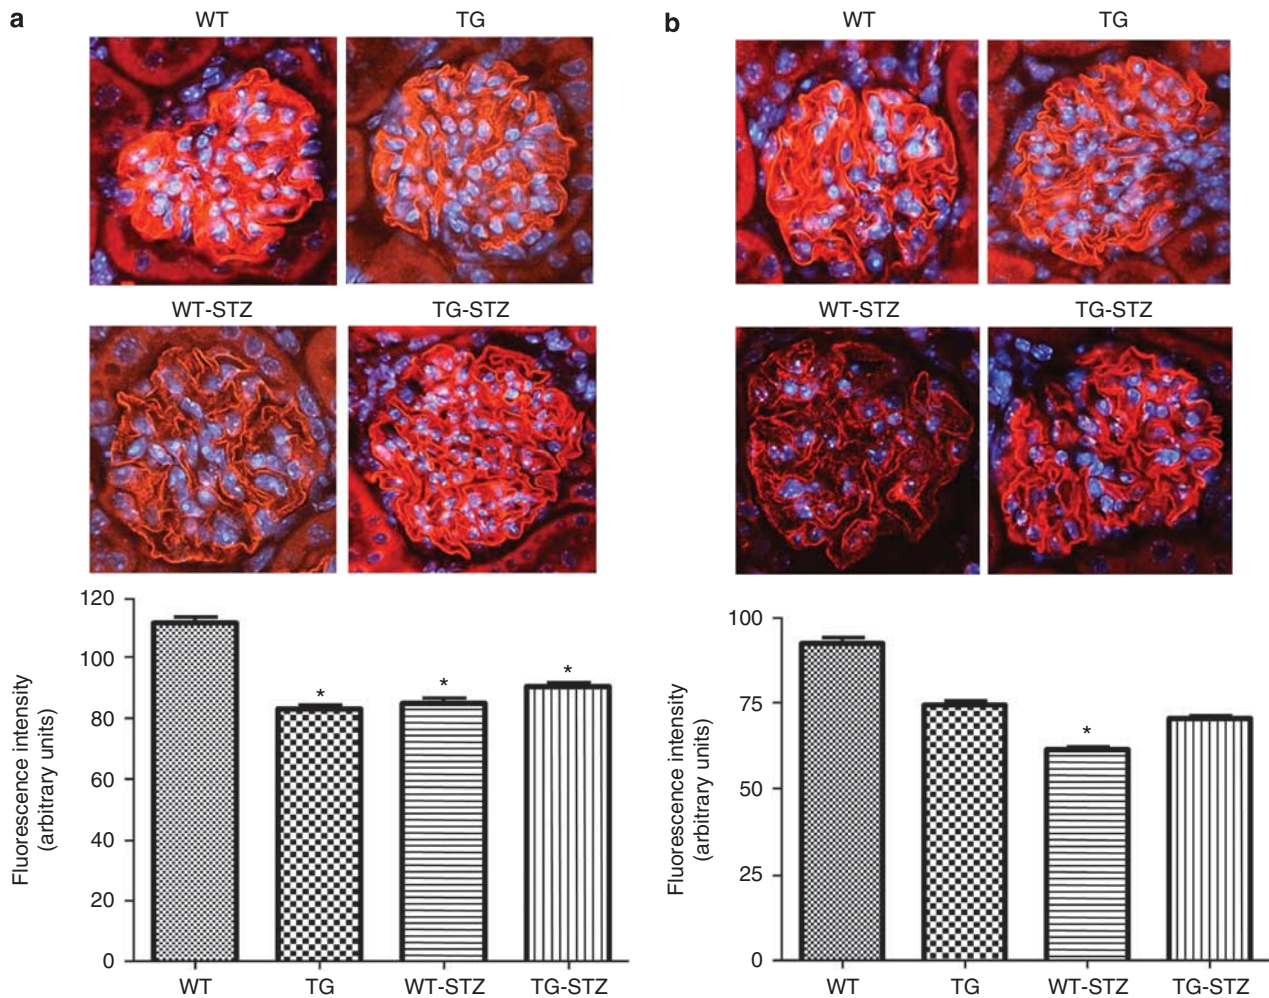 a
WT
TG
WT-STZ
TG-STZ
120
100
80
60
40
20
0
Fluorescence intensity
(arbitrary units)
*
*
*
WT
TG
WT-STZ
TG-STZ
b
WT
TG
WT-STZ
TG-STZ
100
75
50
25
0
Fluorescence intensity
(arbitrary units)
*
WT
TG
WT-STZ
TG-STZ